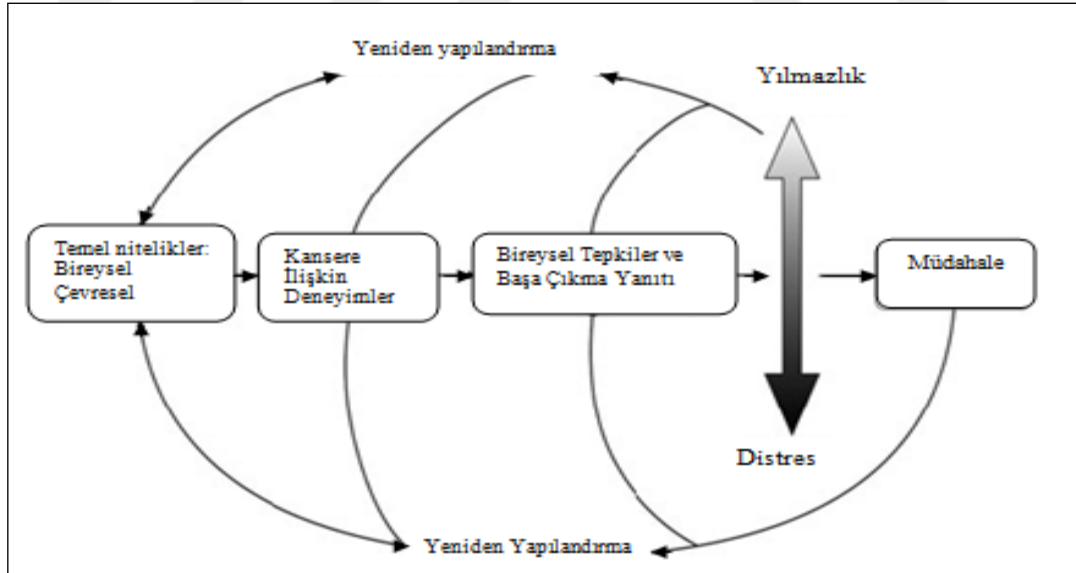 Yeniden yapılandırma
Yılmazlık
Temel nitelikler:
Bireysel
Çevresel
Kansere
İlişkin
Deneyimler
Bireysel Tepkiler ve
Başa Çıkma Yanıtı
Müdahale
Distres
Yeniden Yapılandırma